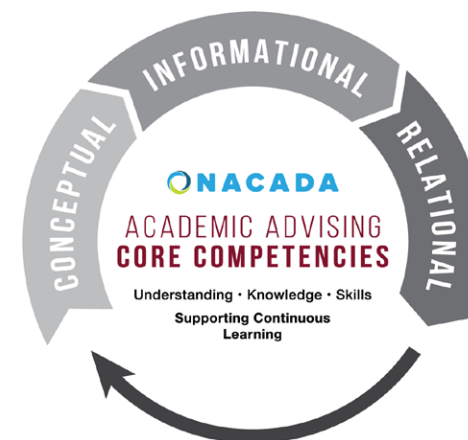 CONCEPTUAL
INFORMATIONAL
RELATIONAL
NACADA
ACADEMIC ADVISING
CORE COMPETENCIES
Understanding • Knowledge • Skills
Supporting Continuous
Learning